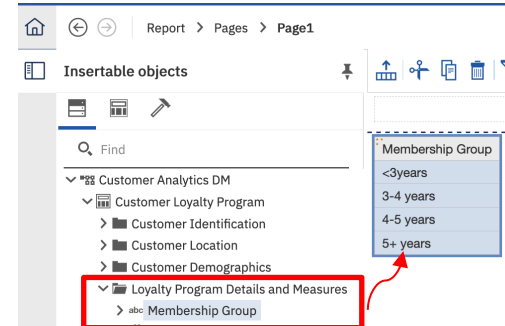 Report > Pages > Page1
Insertable objects
Find
Customer Analytics DM
Customer Loyalty Program
Customer Identification
Customer Location
Customer Demographics
Loyalty Program Details and Measures
abc Membership Group
Membership Group
<3years
3-4 years
4-5 years
5+ years